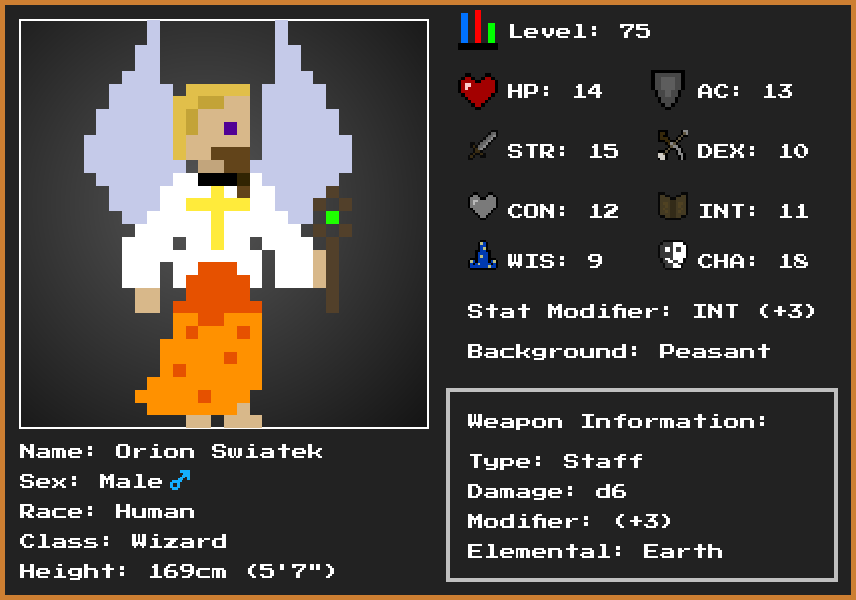 Level: 75
HP: 14 AC: 13
STR: 15 DEX: 10
CON: 12 INT: 11
WIS: 9 CHA: 18
Stat Modifier: INT (+3)
Background: Peasant
Weapon Information:
Type: Staff
Damage: d6
Modifier: (+3)
Elemental: Earth
Name: Orion Swiatek
Sex: Male♂
Race: Human
Class: Wizard
Height: 169cm (5'7")